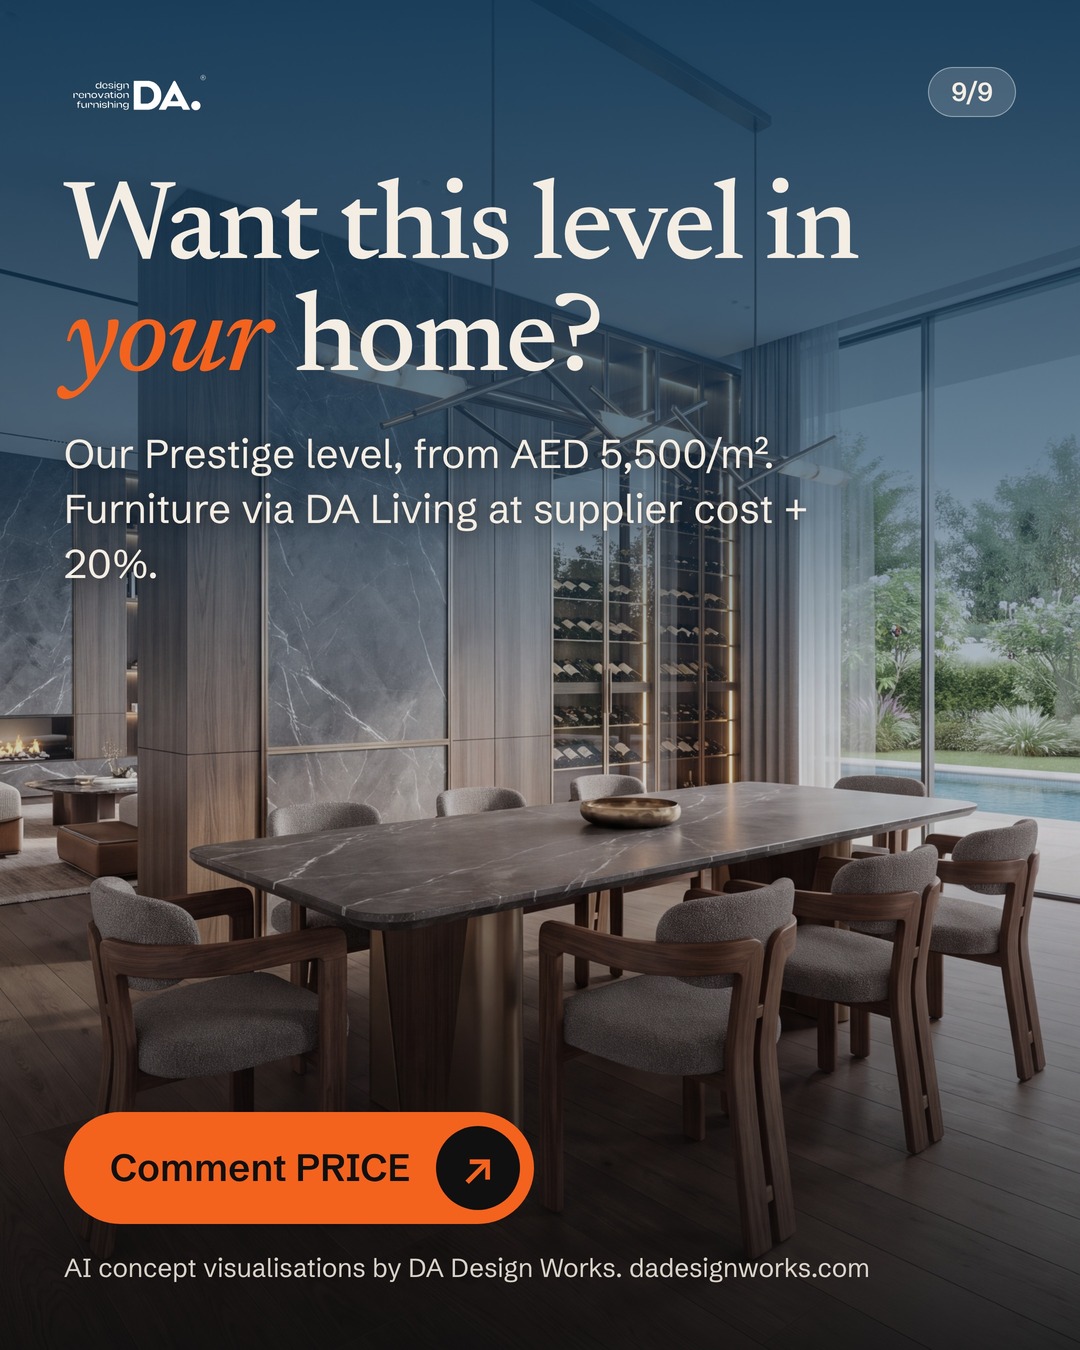 design
renovation
furnishing
DA.®
9/9
Want this level in
your home?
Our Prestige level, from AED 5,500/m².
Furniture via DA Living at supplier cost +
20%.
Comment PRICE
AI concept visualisations by DA Design Works. dadesignworks.com